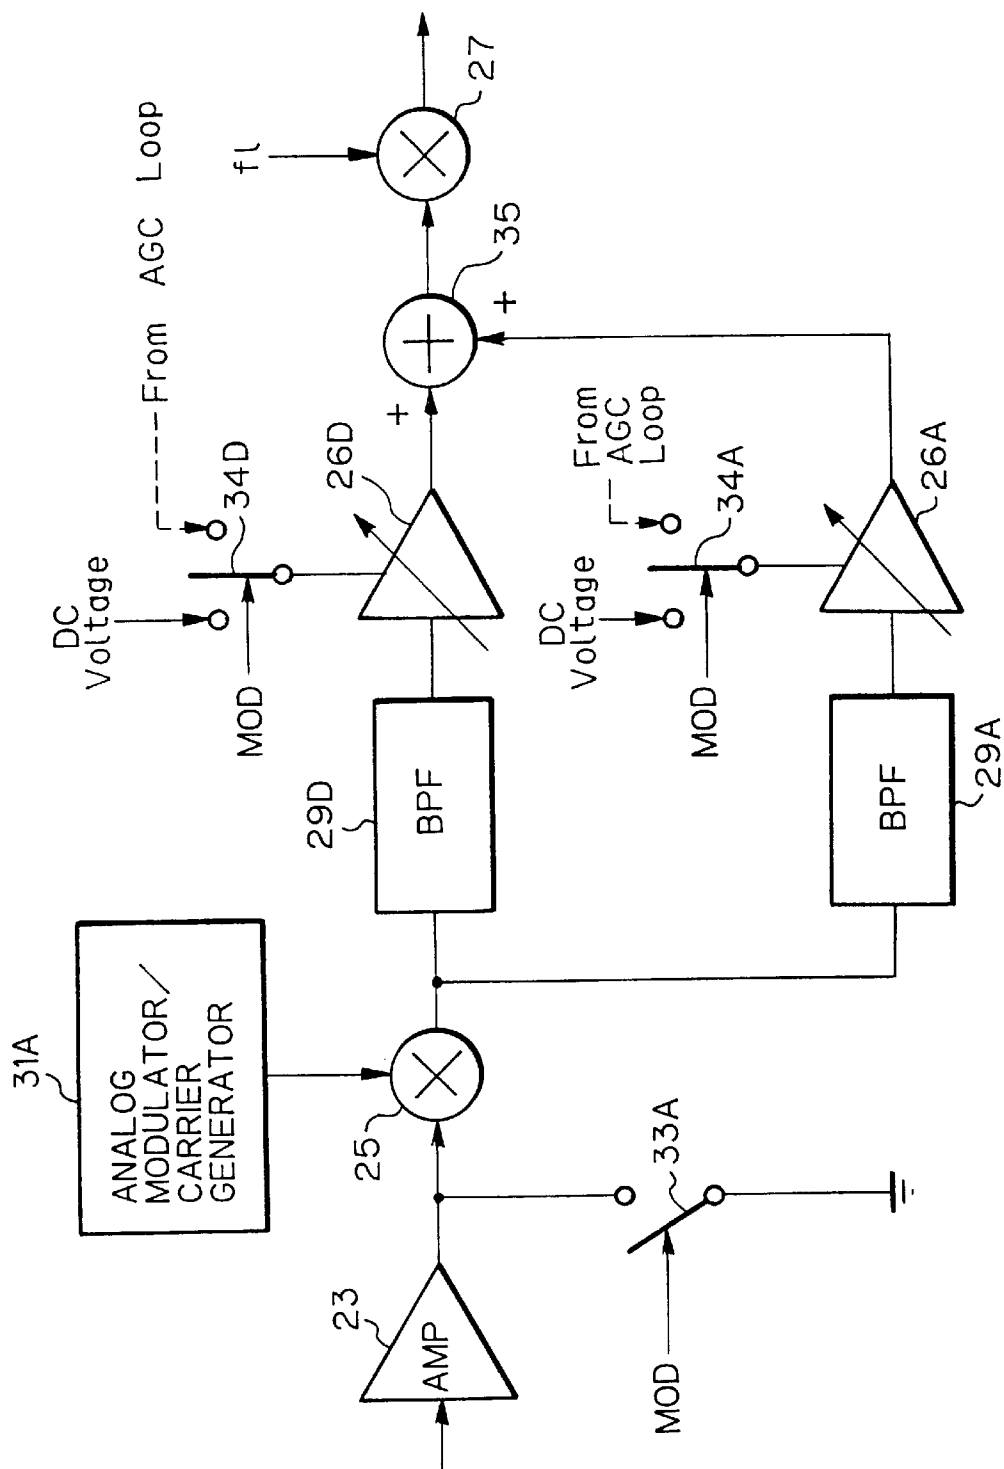 31A
ANALOG
MODULATOR/
CARRIER
GENERATOR
23
AMP
25
MOD
33A
29D
BPF
DC
Voltage
MOD
34D
From AGC Loop
26D
+
35
+
fl
27
29A
BPF
DC
Voltage
MOD
34A
From
AGC
Loop
26A